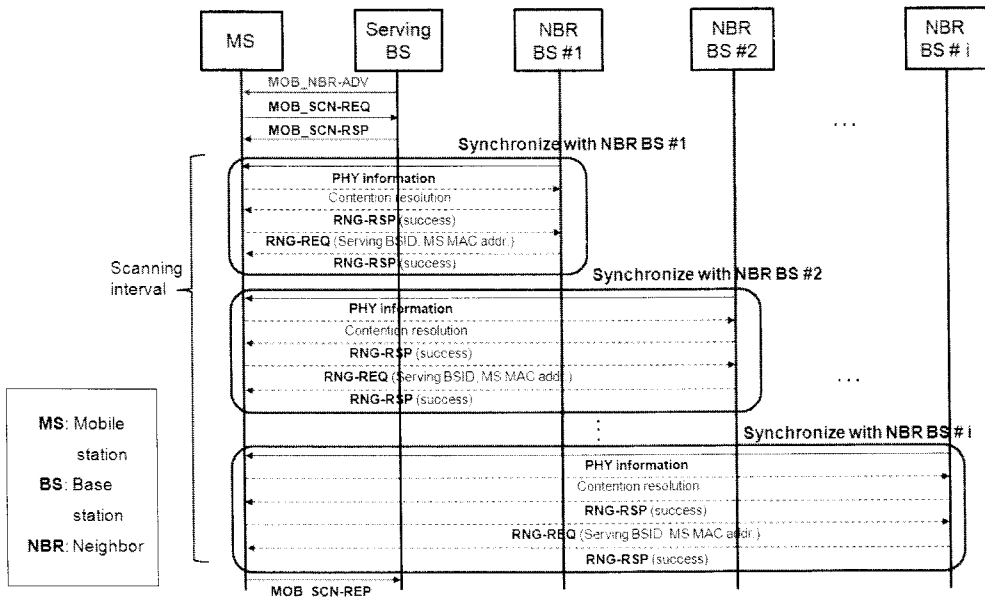 MS
Serving
BS
NBR
BS #1
NBR
BS #2
NBR
BS # i
MOB_NBR-ADV
MOB_SCN-REQ
MOB_SCN-RSP
...
Synchronize with NBR BS #1
PHY information
Contention resolution
RNG-RSP (success)
RNG-REQ (Serving BSID, MS MAC addr.)
RNG-RSP (success)
Scanning
interval
Synchronize with NBR BS #2
PHY information
Contention resolution
RNG-RSP (success)
RNG-REQ (Serving BSID, MS MAC addr.)
RNG-RSP (success)
...
Synchronize with NBR BS # i
PHY information
Contention resolution
RNG-RSP (success)
RNG-REQ (Serving BSID, MS MAC addr.)
RNG-RSP (success)
MOB_SCN-REP
MS: Mobile
station
BS: Base
station
NBR: Neighbor